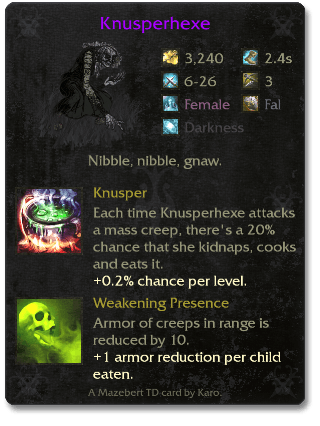 Knusperhexe
3,240 2.4s
6-26 3
Female Fal
Darkness
Nibble, nibble, gnaw.
Knusper
Each time Knusperhexe attacks
a mass creep, there's a 20%
chance that she kidnaps, cooks
and eats it.
+0.2% chance per level.
Weakening Presence
Armor of creeps in range is
reduced by 10.
+1 armor reduction per child
eaten.
A Mazebert TD card by Karo.